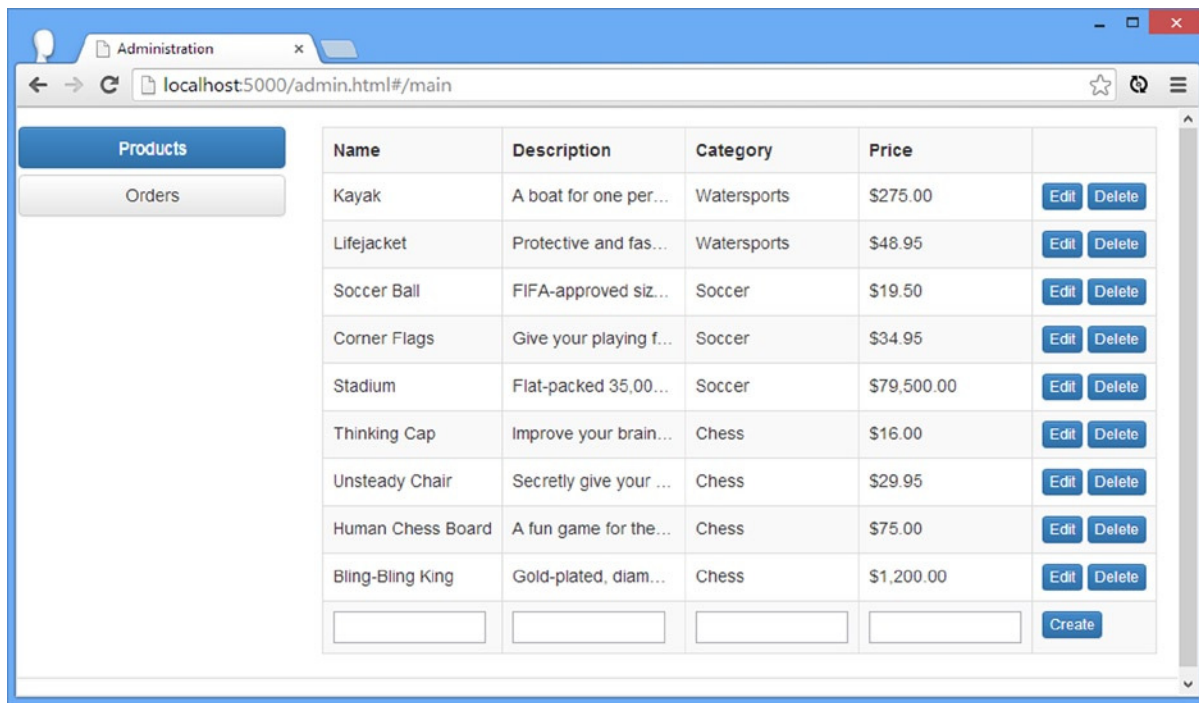 Administration
localhost:5000/admin.html#/main
Products
Orders
Name Description Category Price
Kayak A boat for one per... Watersports $275.00 Edit Delete
Lifejacket Protective and fas... Watersports $48.95 Edit Delete
Soccer Ball FIFA-approved siz... Soccer $19.50 Edit Delete
Corner Flags Give your playing f... Soccer $34.95 Edit Delete
Stadium Flat-packed 35,00... Soccer $79,500.00 Edit Delete
Thinking Cap Improve your brain... Chess $16.00 Edit Delete
Unsteady Chair Secretly give your ... Chess $29.95 Edit Delete
Human Chess Board A fun game for the... Chess $75.00 Edit Delete
Bling-Bling King Gold-plated, diam... Chess $1,200.00 Edit Delete
Create